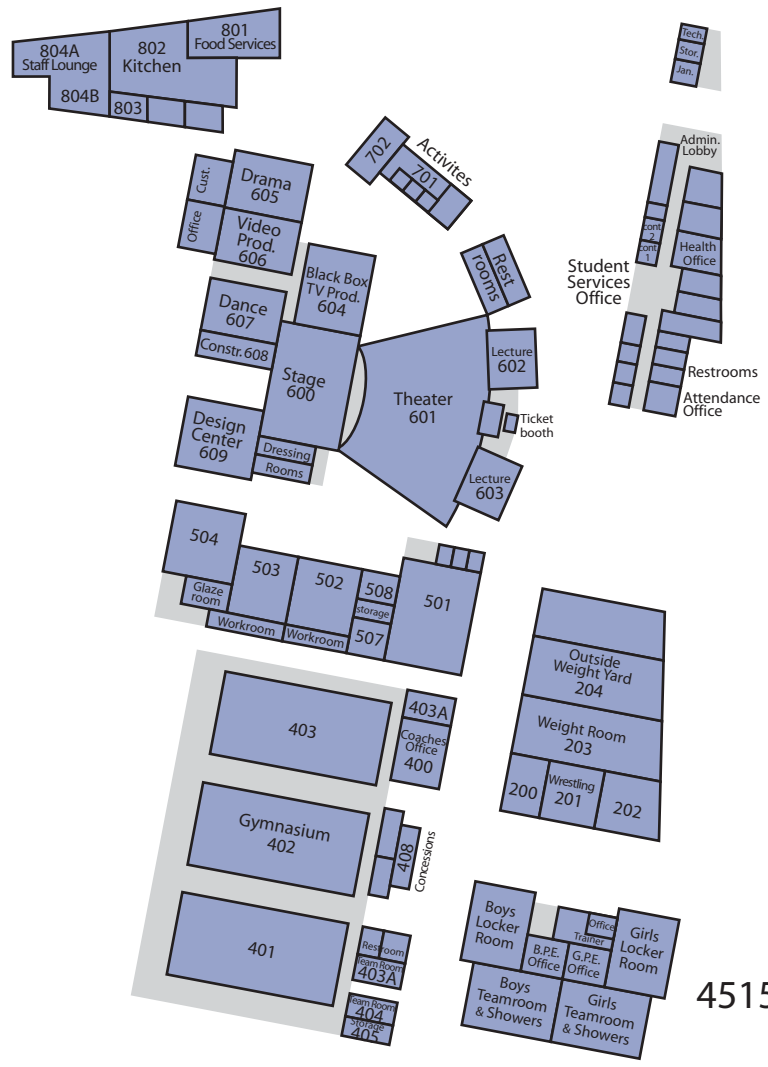 801
Food Services
804A
Staff Lounge
802
Kitchen
804B
803
Tech.
Stor.
Jan.
Admin.
Lobby
cont.
2
cont.
1
Health
Office
Student
Services
Office
Restrooms
Attendance
Office
702
701
Activites
Cust.
Drama
605
Office
Video
Prod.
606
Black Box
TV Prod.
604
Rest
rooms
Dance
607
Constr. 608
Stage
600
Theater
601
Lecture
602
Ticket
booth
Design
Center
609
Dressing
Rooms
Lecture
603
504
503
502
508
storage
507
501
Glaze
room
Workroom
Workroom
Outside
Weight Yard
204
Weight Room
203
200
Wrestling
201
202
403
403A
Coaches
Office
400
Gymnasium
402
408
Concessions
401
Restroom
Team Room
403A
Team Room
404
Storage
405
Boys
Locker
Room
Office
Trainer
B.P.E.
Office
G.P.E.
Office
Girls
Locker
Room
Boys
Teamroom
& Showers
Girls
Teamroom
& Showers
4515